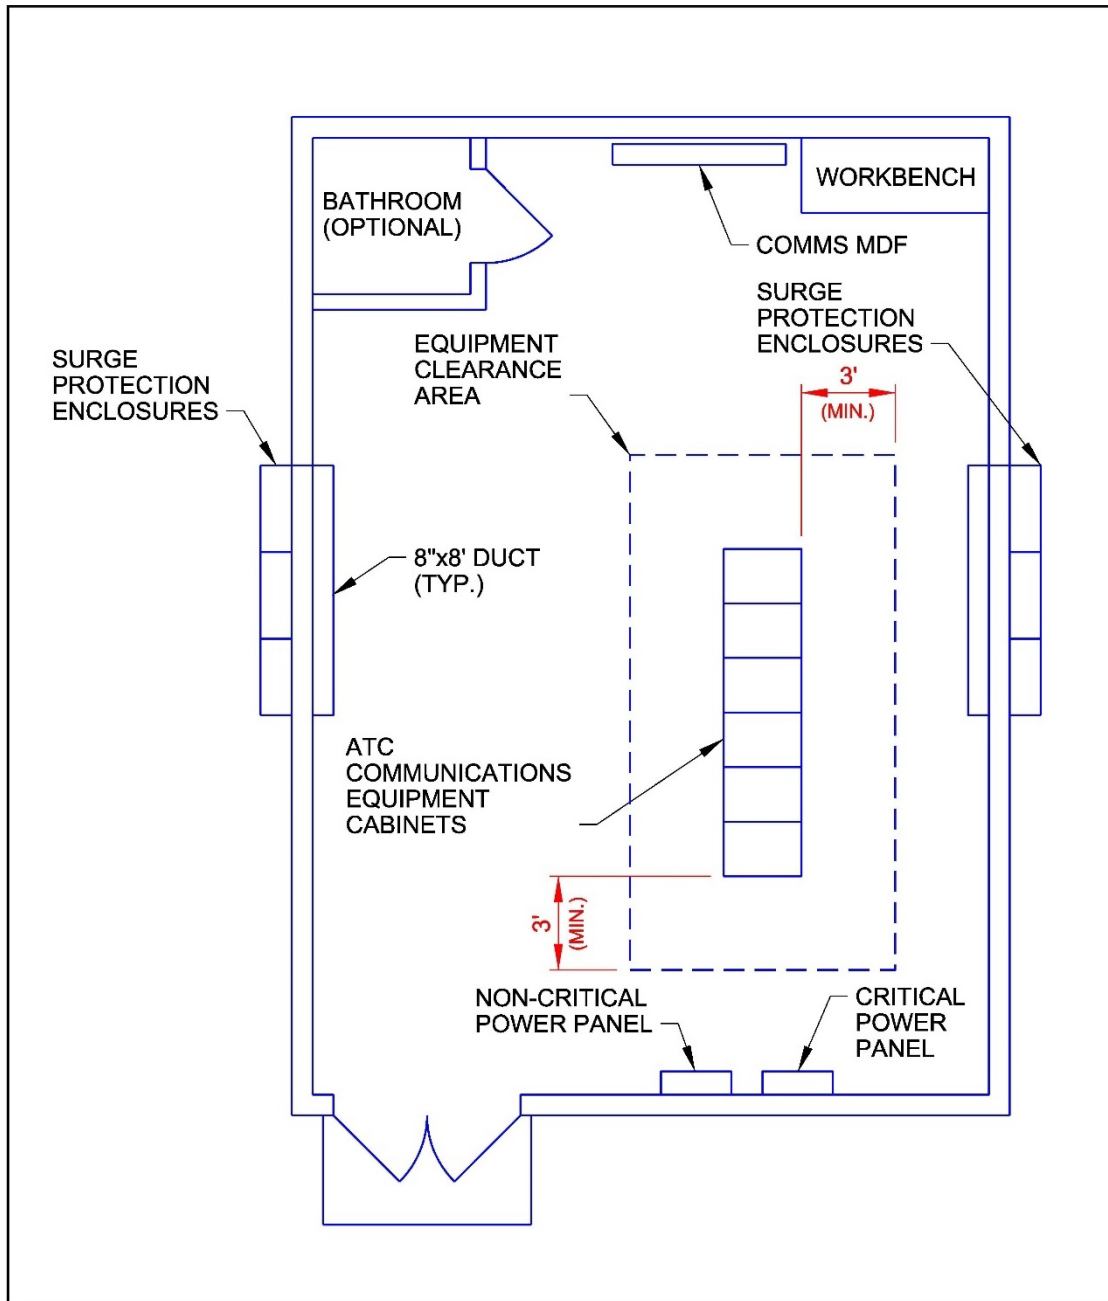 BATHROOM
(OPTIONAL)
WORKBENCH
COMMS MDF
SURGE
PROTECTION
ENCLOSURES
EQUIPMENT
CLEARANCE
AREA
3'
(MIN.)
SURGE
PROTECTION
ENCLOSURES
8"x8' DUCT
(TYP.)
ATC
COMMUNICATIONS
EQUIPMENT
CABINETS
3'
(MIN.)
NON-CRITICAL
POWER PANEL
CRITICAL
POWER
PANEL